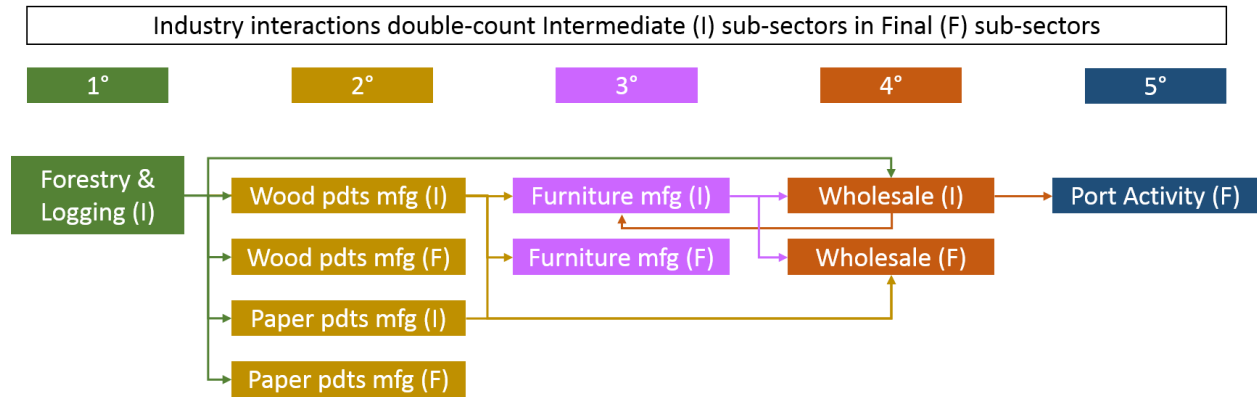 Industry interactions double-count Intermediate (I) sub-sectors in Final (F) sub-sectors
1°
2°
3°
4°
5°
Forestry &
Logging (I)
Wood pdts mfg (I)
Furniture mfg (I)
Wholesale (I)
Port Activity (F)
Wood pdts mfg (F)
Furniture mfg (F)
Wholesale (F)
Paper pdts mfg (I)
Paper pdts mfg (F)